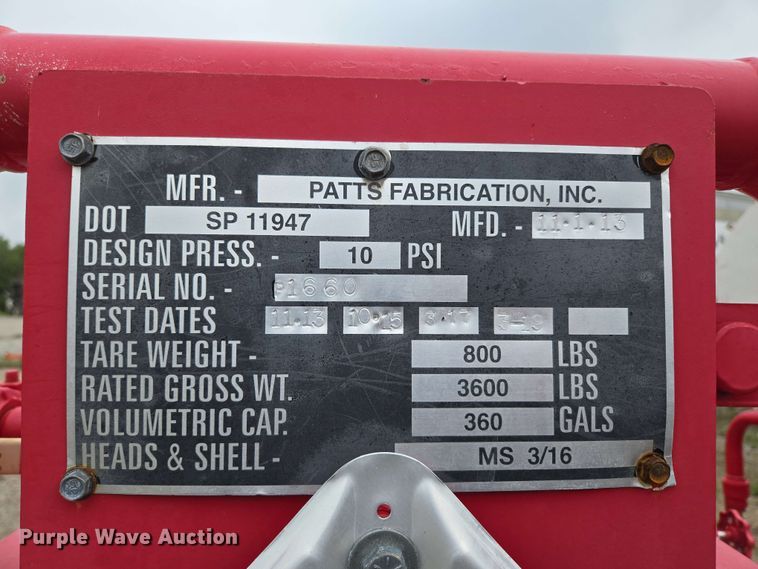 MFR. - PATTS FABRICATION, INC.
DOT SP 11947 MFD. - 11-1-13
DESIGN PRESS. - 10 PSI
SERIAL NO. - P1660
TEST DATES 11-13 10-15 3-17 3-19
TARE WEIGHT - 800 LBS
RATED GROSS WT. 3600 LBS
VOLUMETRIC CAP. 360 GALS
HEADS & SHELL - MS 3/16
Purple Wave Auction®